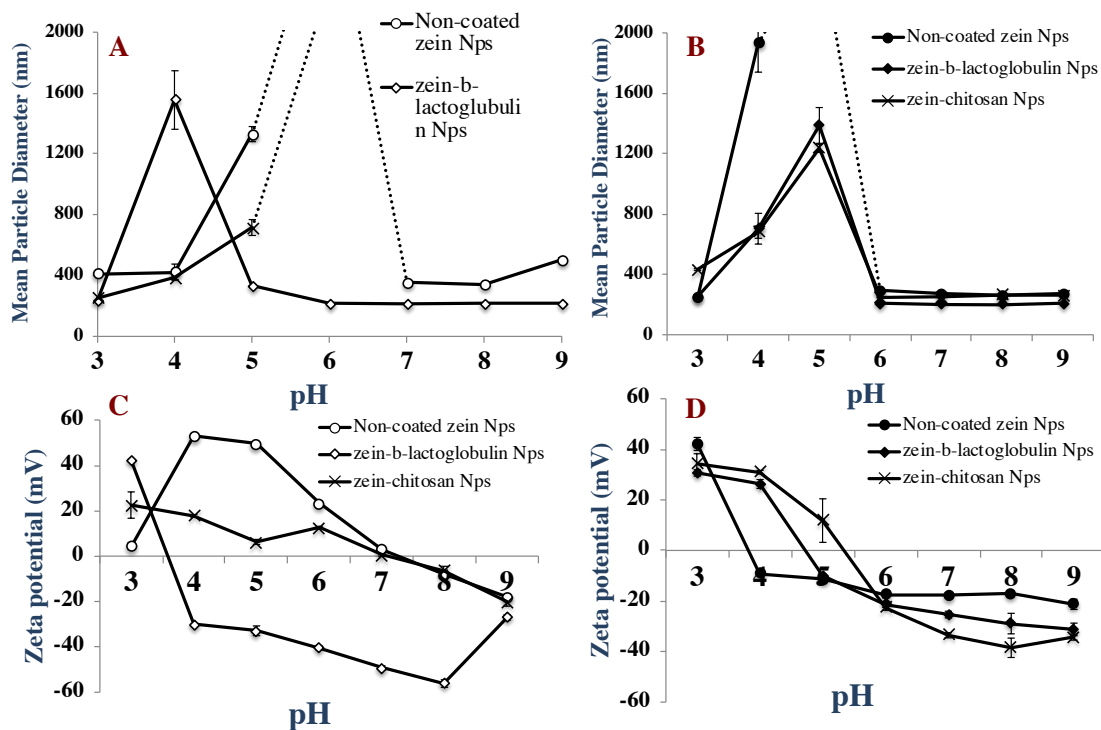 A
Mean Particle Diameter (nm)
2000
1600
1200
800
400
0
3 4 5 6 7 8 9
pH
Non-coated
zein Nps
zein-b-
lactoglubuli
n Nps
B
Mean Particle Diameter (nm)
2000
1600
1200
800
400
0
3 4 5 6 7 8 9
pH
Non-coated zein Nps
zein-b-lactoglobulin Nps
zein-chitosan Nps
C
Zeta potential (mV)
60
40
20
0
-20
-40
-60
3 4 5 6 7 8 9
pH
Non-coated zein Nps
zein-b-lactoglobulin Nps
zein-chitosan Nps
D
Zeta potential (mV)
60
40
20
0
-20
-40
-60
3 4 5 6 7 8 9
pH
Non-coated zein Nps
zein-b-lactoglobulin Nps
zein-chitosan Nps